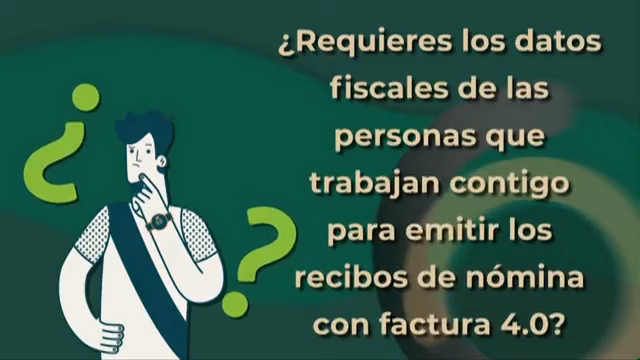 ¿Requieres los datos
fiscales de las
personas que
trabajan contigo
para emitir los
recibos de nómina
con factura 4.0?